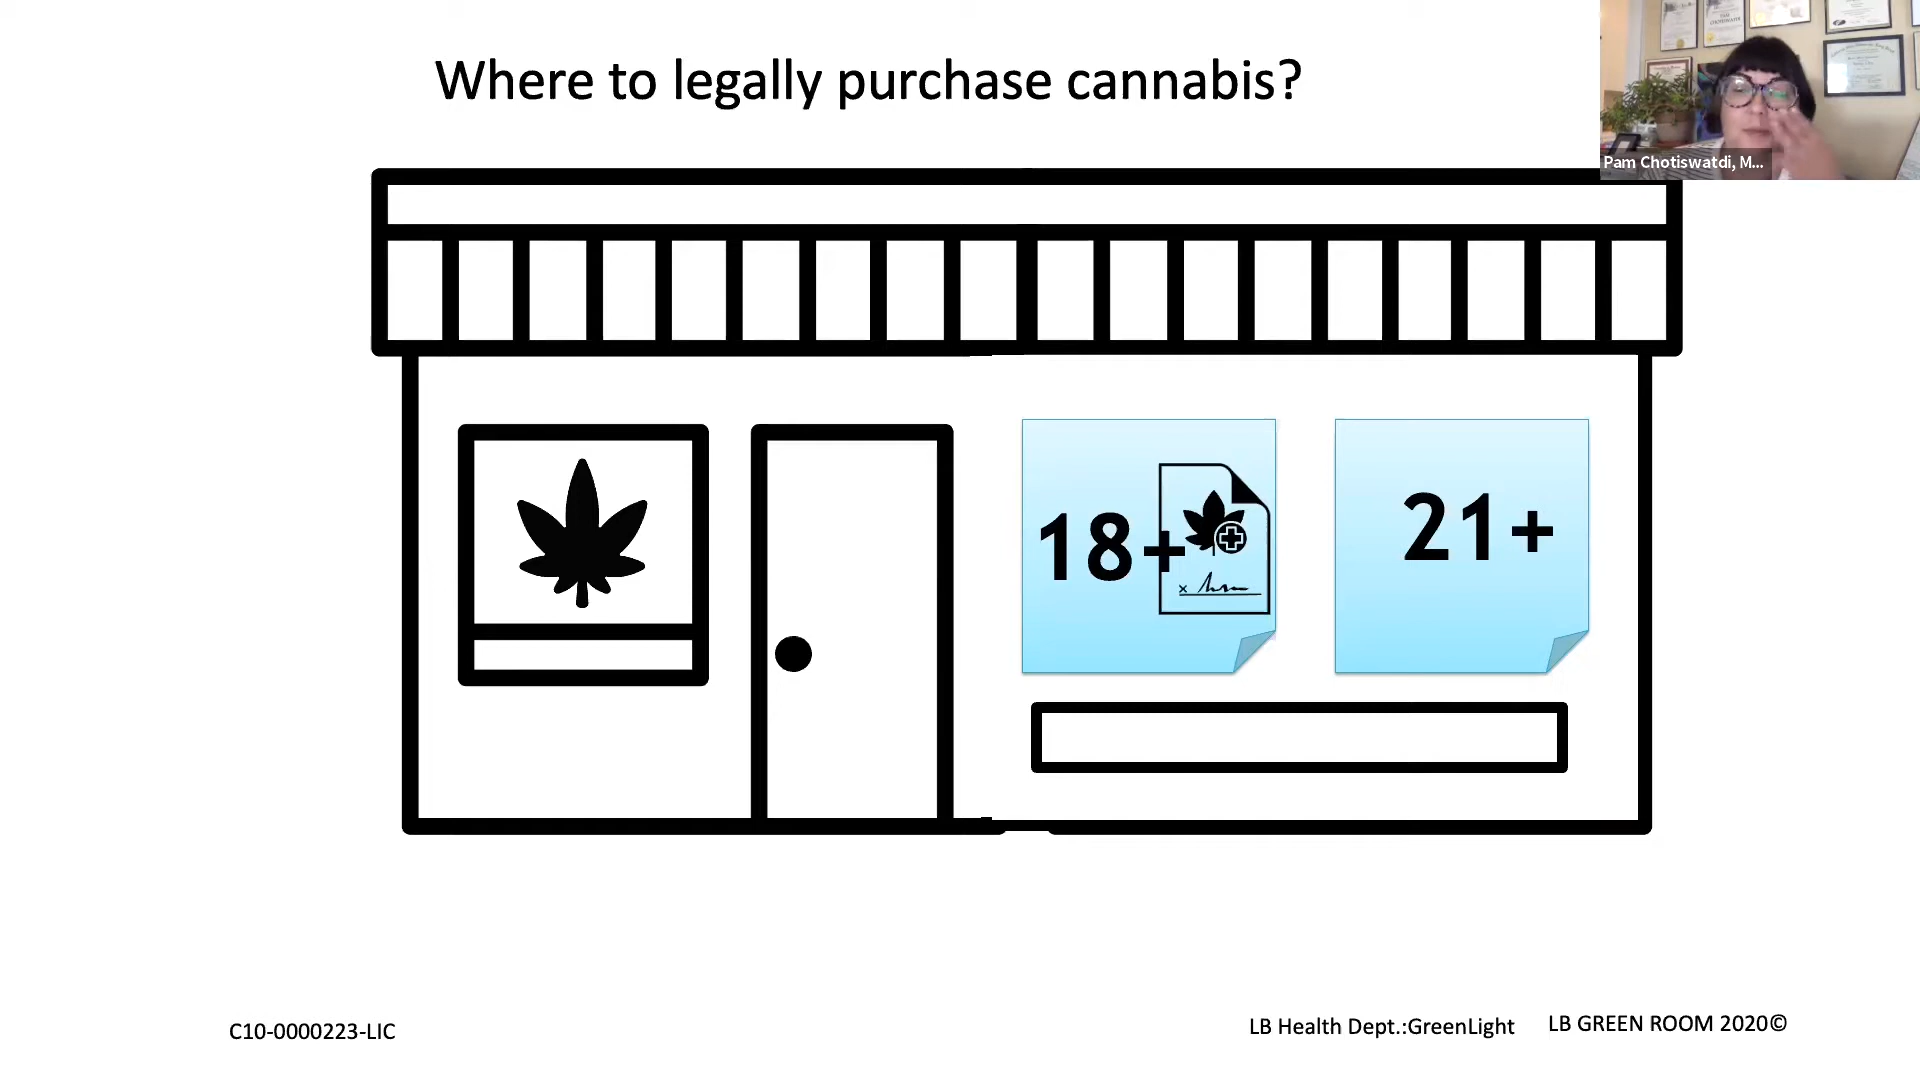 Where to legally purchase cannabis?
Pam Chotiswatdi, M...
18+
x
21+
C10-0000223-LIC
LB Health Dept.:GreenLight
LB GREEN ROOM 2020©